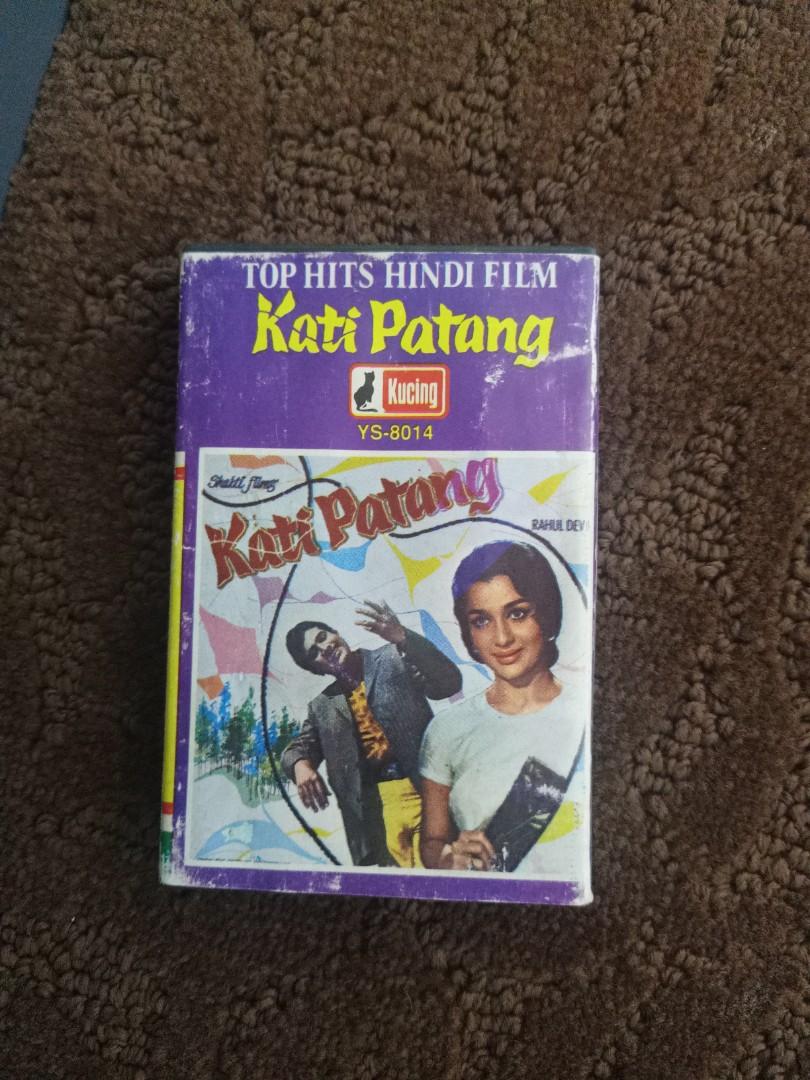 TOP HITS HINDI FILM
Kati Patang
Kucing
YS-8014
Shakti films
Kati Patang
RAHUL DEV